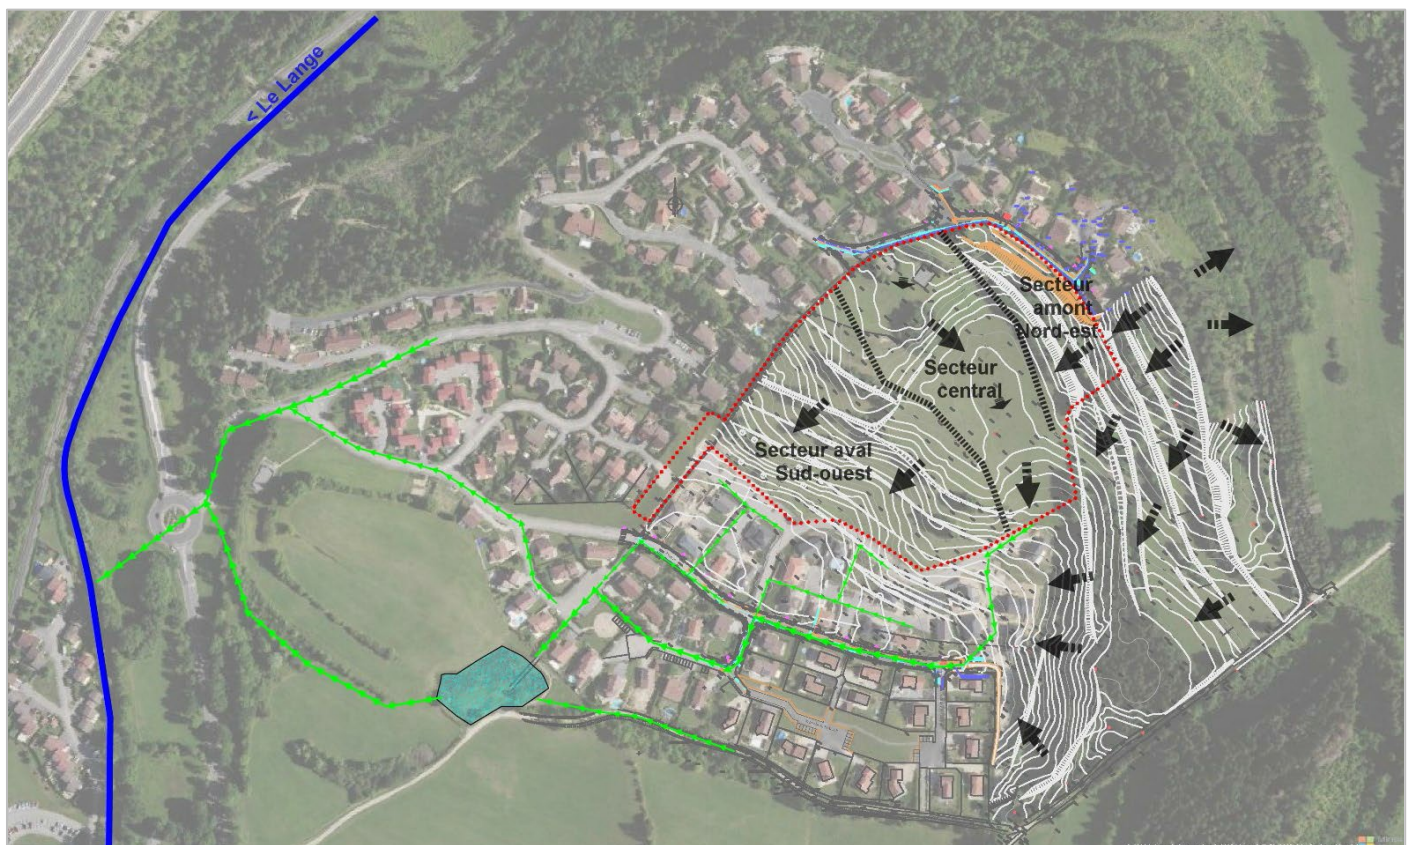 < Le Lange
Secteur
amont
Nord-est
Secteur
central
Secteur aval
Sud-ouest